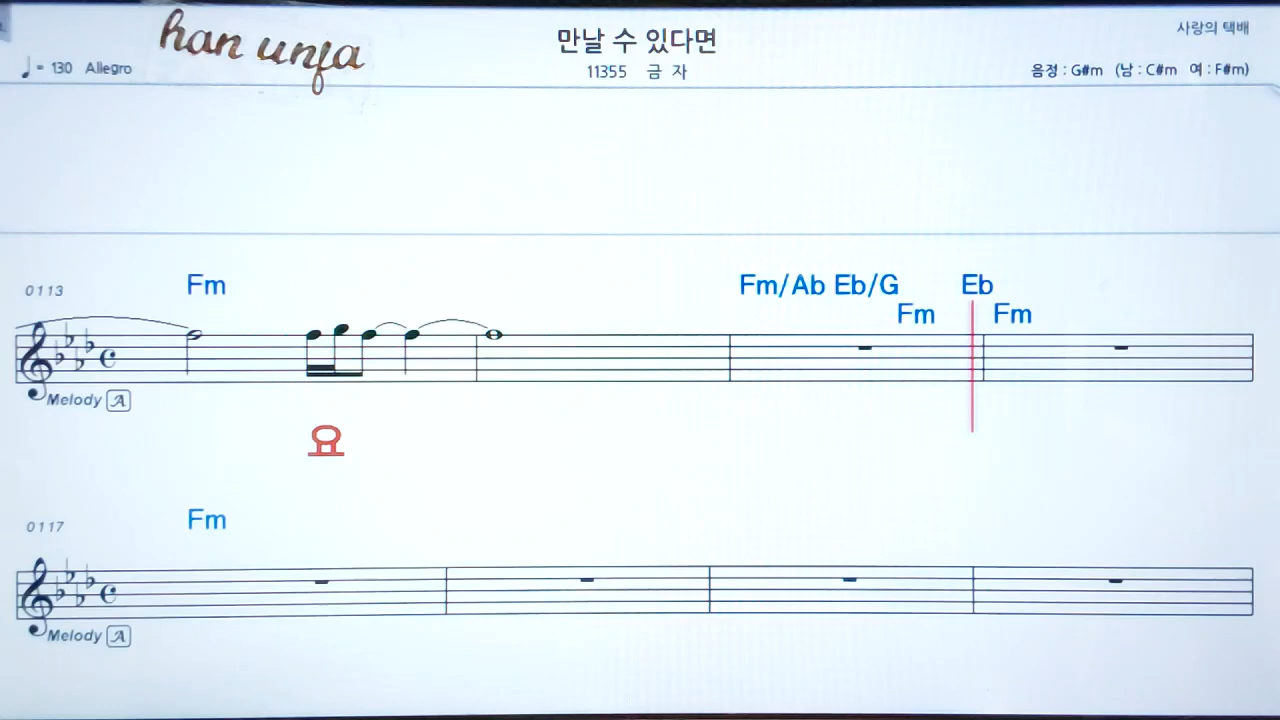 han unfa
만날 수 있다면
사랑의 택배
♩= 130 Allegro
11355 금 자
음정 : G#m (남 : C#m 여 : F#m)
0113 Fm Fm/Ab Eb/G Eb
Fm Fm
Melody A
요
0117 Fm
Melody A